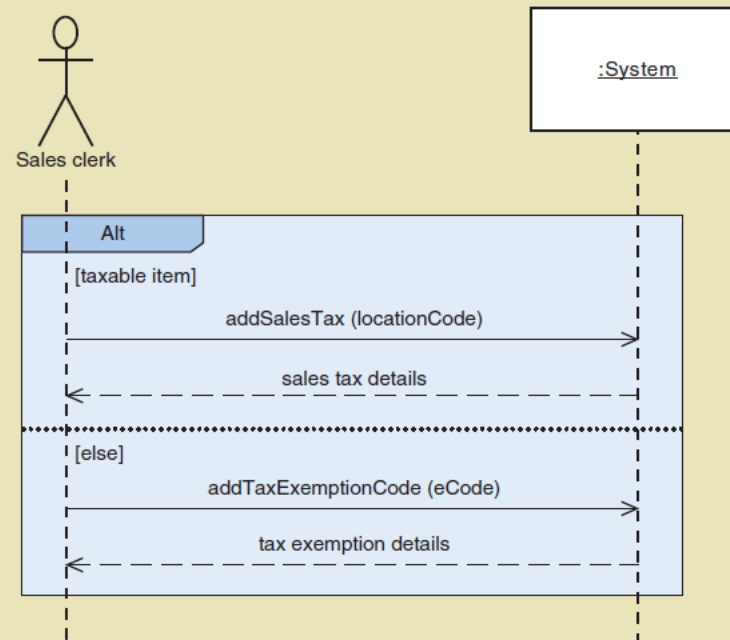 :System
Sales clerk
Alt
[taxable item]
addSalesTax (locationCode)
sales tax details
[else]
addTaxExemptionCode (eCode)
tax exemption details